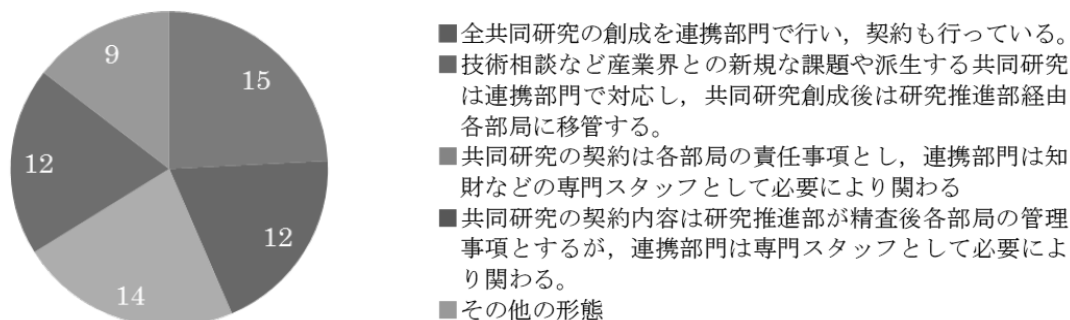 9
15
12
12
14
■全共同研究の創成を連携部門で行い，契約も行っている。
■技術相談など産業界との新規な課題や派生する共同研究
は連携部門で対応し，共同研究創成後は研究推進部経由
各部局に移管する。
■共同研究の契約は各部局の責任事項とし，連携部門は知
財などの専門スタッフとして必要により関わる
■共同研究の契約内容は研究推進部が精査後各部局の管理
事項とするが，連携部門は専門スタッフとして必要によ
り関わる。
■その他の形態